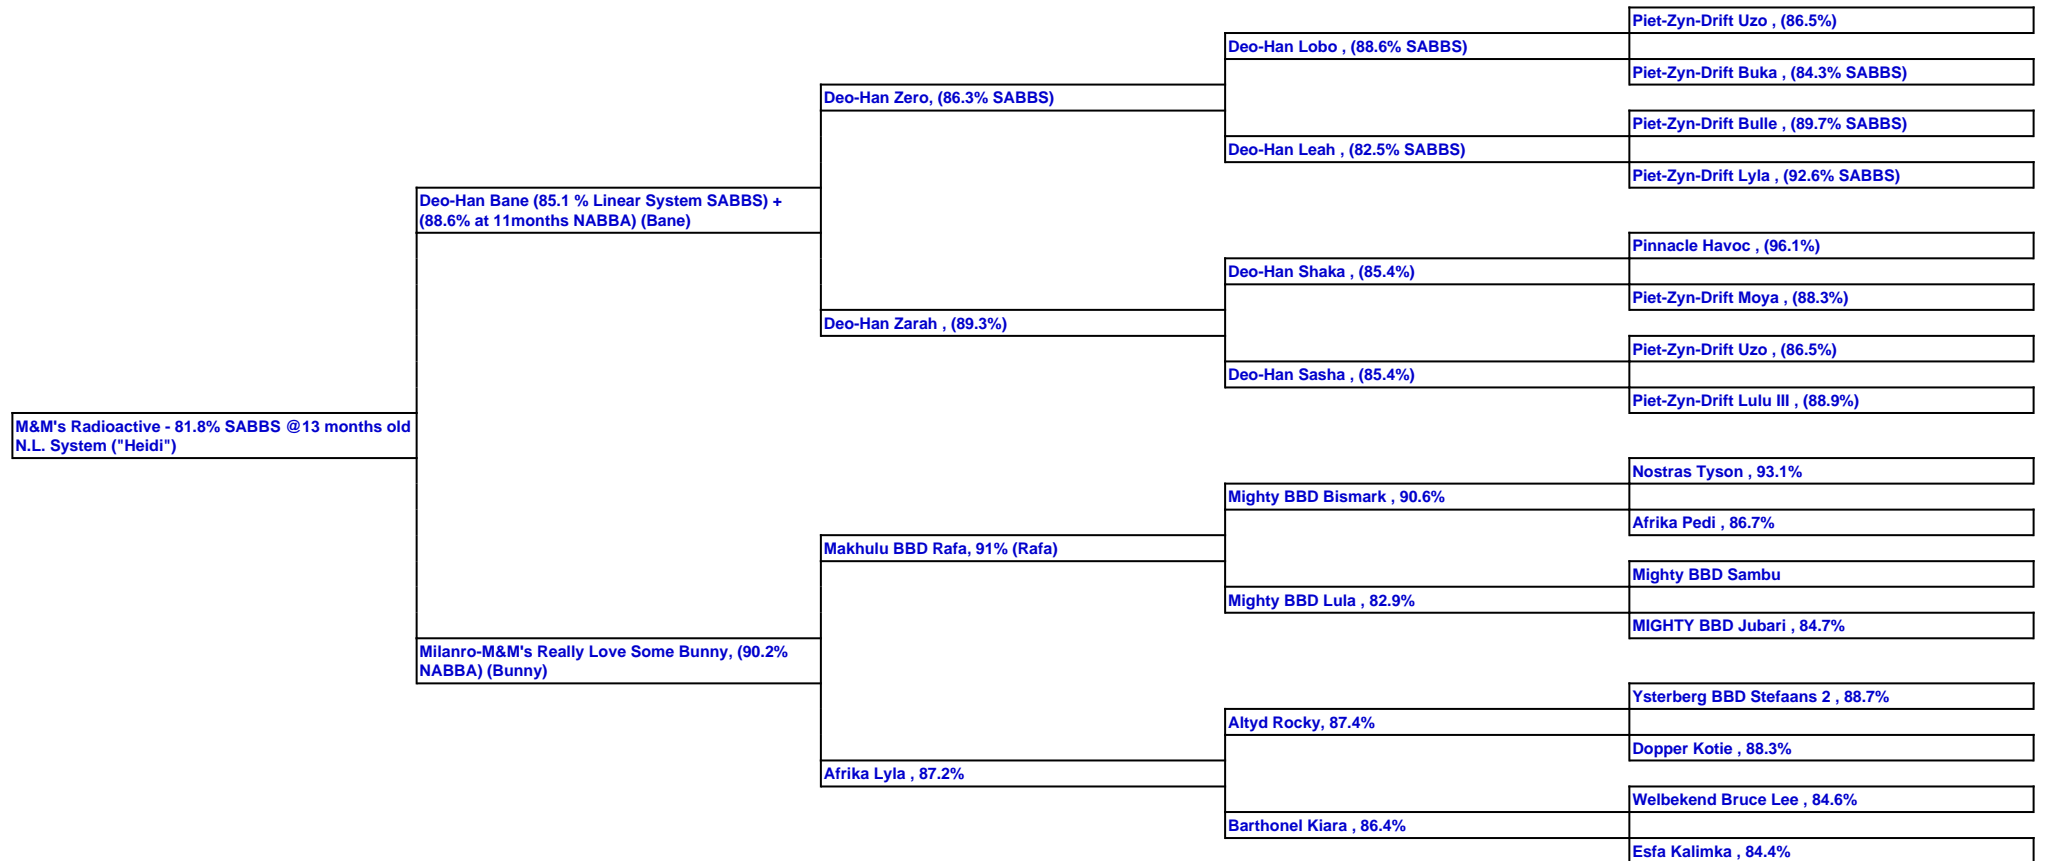 Piet-Zyn-Drift Uzo , (86.5%)
Deo-Han Lobo , (88.6% SABBS)
Piet-Zyn-Drift Buka , (84.3% SABBS)
Deo-Han Zero, (86.3% SABBS)
Piet-Zyn-Drift Bulle , (89.7% SABBS)
Deo-Han Leah , (82.5% SABBS)
Piet-Zyn-Drift Lyla , (92.6% SABBS)
Deo-Han Bane (85.1 % Linear System SABBS) +
(88.6% at 11months NABBA) (Bane)
Pinnacle Havoc , (96.1%)
Deo-Han Shaka , (85.4%)
Piet-Zyn-Drift Moya , (88.3%)
Deo-Han Zarah , (89.3%)
Piet-Zyn-Drift Uzo , (86.5%)
Deo-Han Sasha , (85.4%)
Piet-Zyn-Drift Lulu III , (88.9%)
M&M's Radioactive - 81.8% SABBS @13 months old
N.L. System ("Heidi")
Nostras Tyson , 93.1%
Mighty BBD Bismark , 90.6%
Afrika Pedi , 86.7%
Makhulu BBD Rafa, 91% (Rafa)
Mighty BBD Sambu
Mighty BBD Lula , 82.9%
MIGHTY BBD Jubari , 84.7%
Milanro-M&M's Really Love Some Bunny, (90.2%
NABBA) (Bunny)
Ysterberg BBD Stefaans 2 , 88.7%
Altyd Rocky, 87.4%
Dopper Kotie , 88.3%
Afrika Lyla , 87.2%
Welbekend Bruce Lee , 84.6%
Barthonel Kiara , 86.4%
Esfa Kalimka , 84.4%